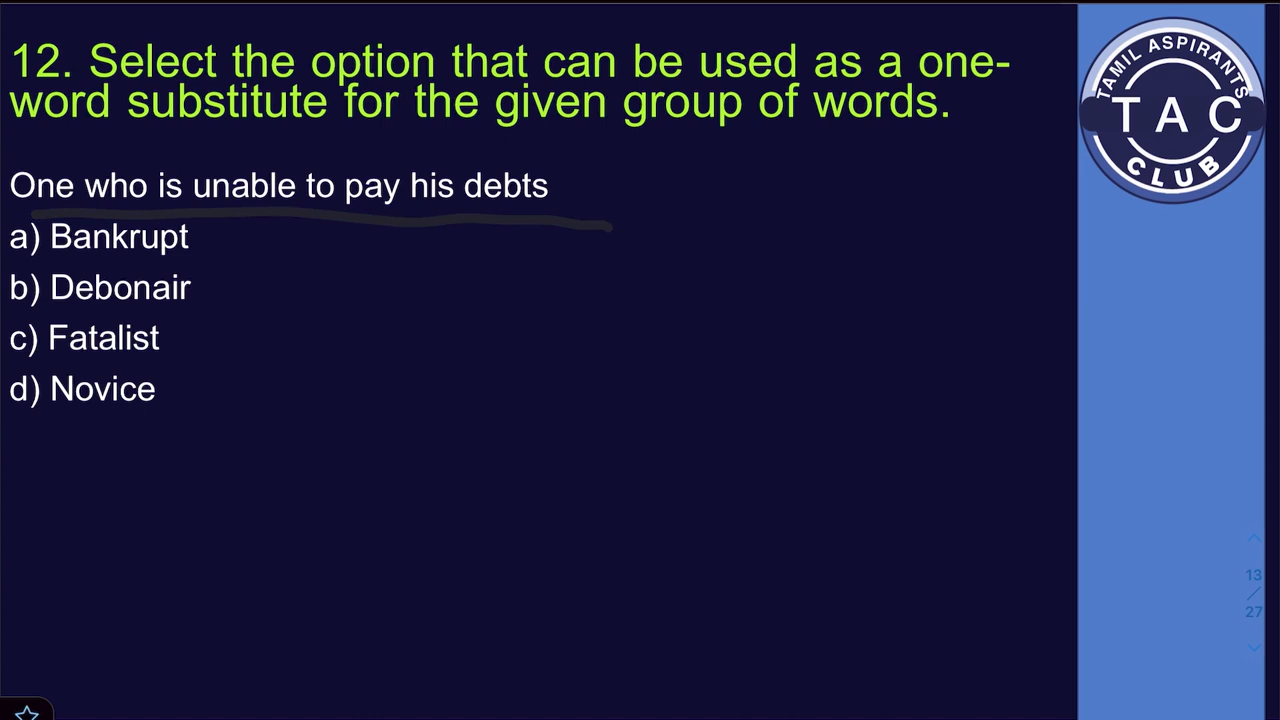 12. Select the option that can be used as a one-
word substitute for the given group of words.
One who is unable to pay his debts
a) Bankrupt
b) Debonair
c) Fatalist
d) Novice
TAMIL ASPIRANTS
TAC
CLUB
13
/
27